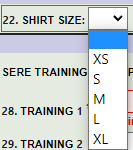 22. SHIRT SIZE:
XS
S
SERE TRAINING
M
28. TRAINING 1
L
XL
29. TRAINING 2